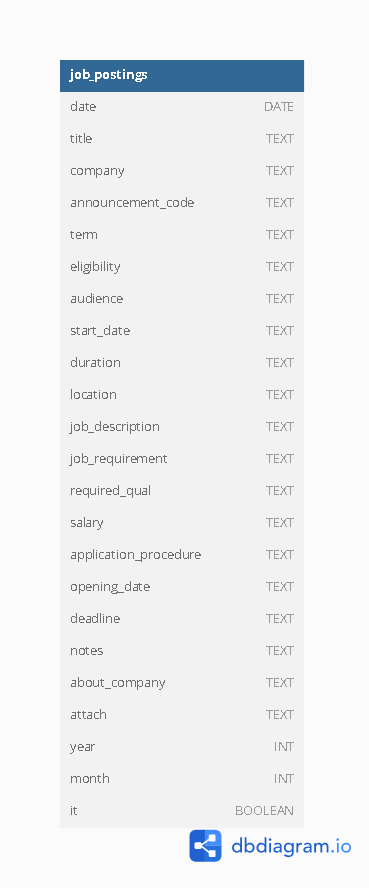 job_postings
date DATE
title TEXT
company TEXT
announcement_code TEXT
term TEXT
eligibility TEXT
audience TEXT
start_date TEXT
duration TEXT
location TEXT
job_description TEXT
job_requirement TEXT
required_qual TEXT
salary TEXT
application_procedure TEXT
opening_date TEXT
deadline TEXT
notes TEXT
about_company TEXT
attach TEXT
year INT
month INT
it BOOLEAN
dbdiagram.io